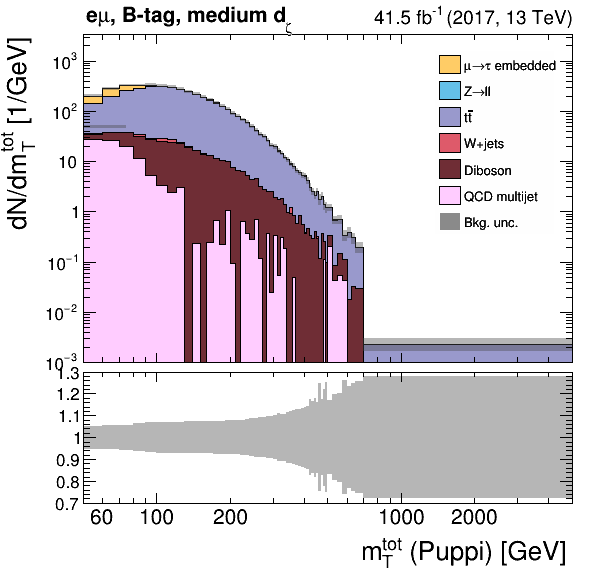 eμ, B-tag, medium dζ
41.5 fb⁻¹ (2017, 13 TeV)
dN/dm_T^tot [1/GeV]
10³
10²
10
1
10⁻¹
10⁻²
10⁻³
μ→τ embedded
Z→ll
tt̄
W+jets
Diboson
QCD multijet
Bkg. unc.
1.3
1.2
1.1
1
0.9
0.8
0.7
60 100 200 1000 2000
m_T^tot (Puppi) [GeV]